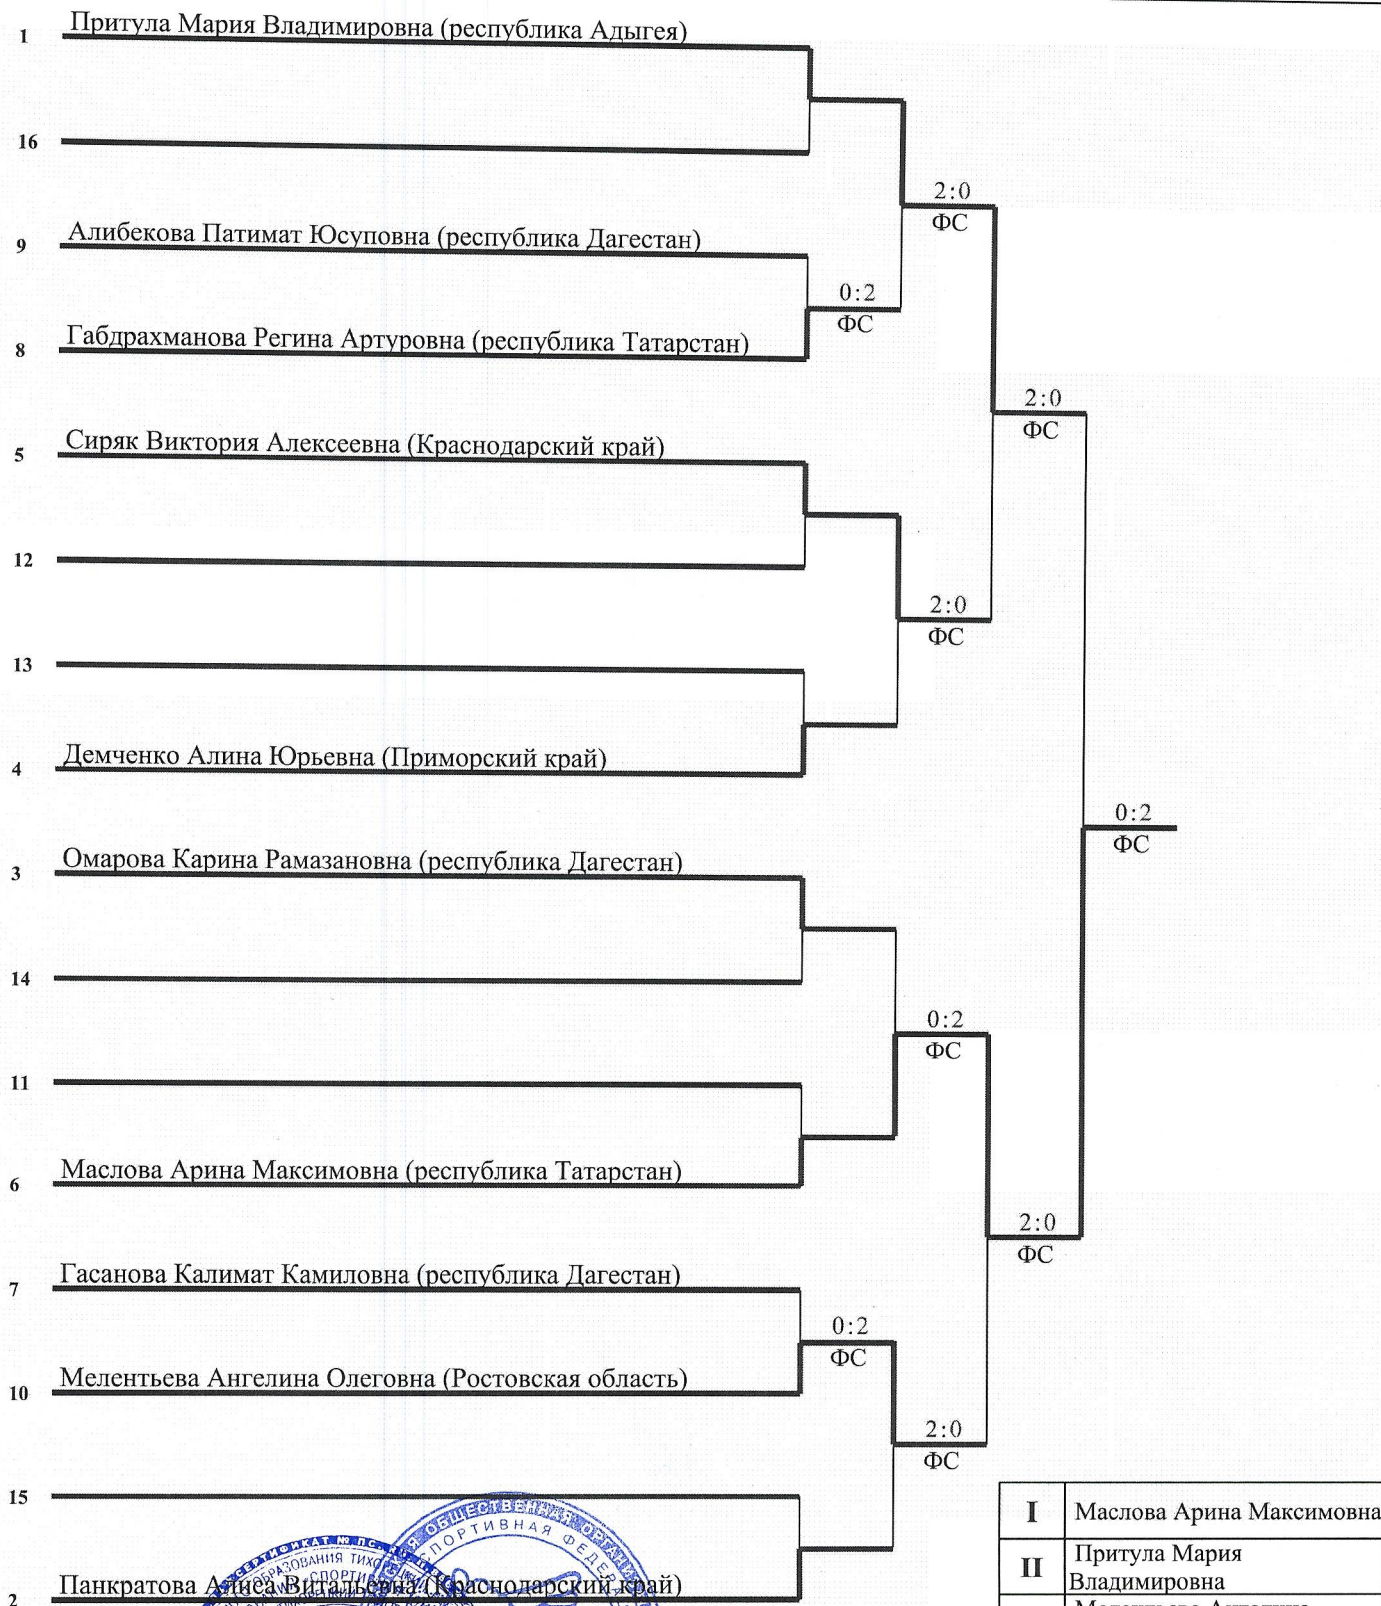 1 Притула Мария Владимировна (республика Адыгея)
16
2:0
ФС
9 Алибекова Патимат Юсуповна (республика Дагестан)
0:2
ФС
8 Габдрахманова Регина Артуровна (республика Татарстан)
2:0
ФС
5 Сиряк Виктория Алексеевна (Краснодарский край)
12
2:0
ФС
13
4 Демченко Алина Юрьевна (Приморский край)
0:2
ФС
3 Омарова Карина Рамазановна (республика Дагестан)
14
0:2
ФС
11
6 Маслова Арина Максимовна (республика Татарстан)
2:0
ФС
7 Гасанова Калимат Камиловна (республика Дагестан)
0:2
ФС
10 Мелентьева Ангелина Олеговна (Ростовская область)
2:0
ФС
15
ОБЩЕСТВЕННАЯ
СПОРТИВНАЯ
2 Панкратова Алиса Витальевна (Краснодарский край)
I Маслова Арина Максимовна
II Притула Мария
Владимировна